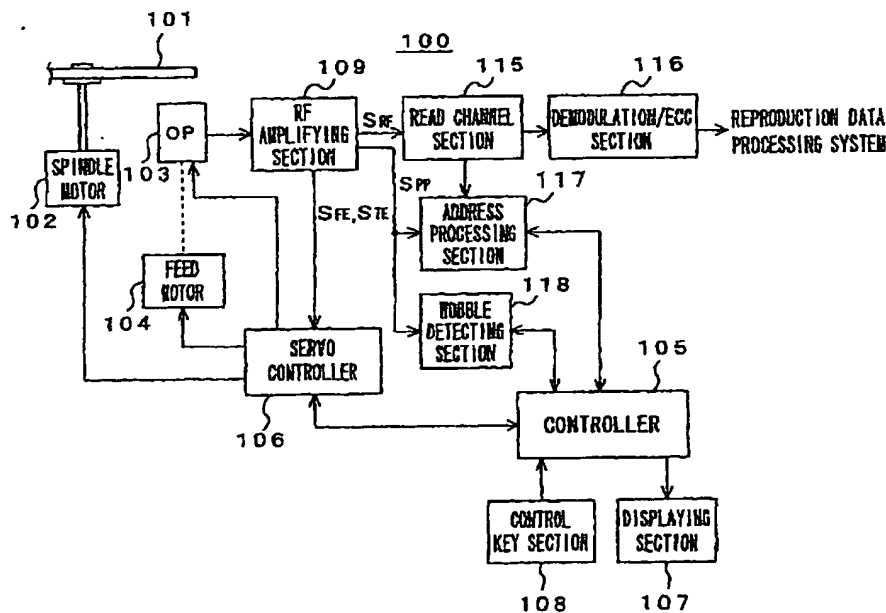 101
100
109
115
116
103
OP
RF
AMPLIFYING
SECTION
SRF
READ CHANNEL
SECTION
DEMODULATION/ECC
SECTION
REPRODUCTION DATA
PROCESSING SYSTEM
102
SPINDLE
MOTOR
SFE, STE
SPP
117
ADDRESS
PROCESSING
SECTION
104
FEED
MOTOR
118
WOBBLE
DETECTING
SECTION
SERVO
CONTROLLER
106
105
CONTROLLER
CONTROL
KEY SECTION
DISPLAYING
SECTION
108
107